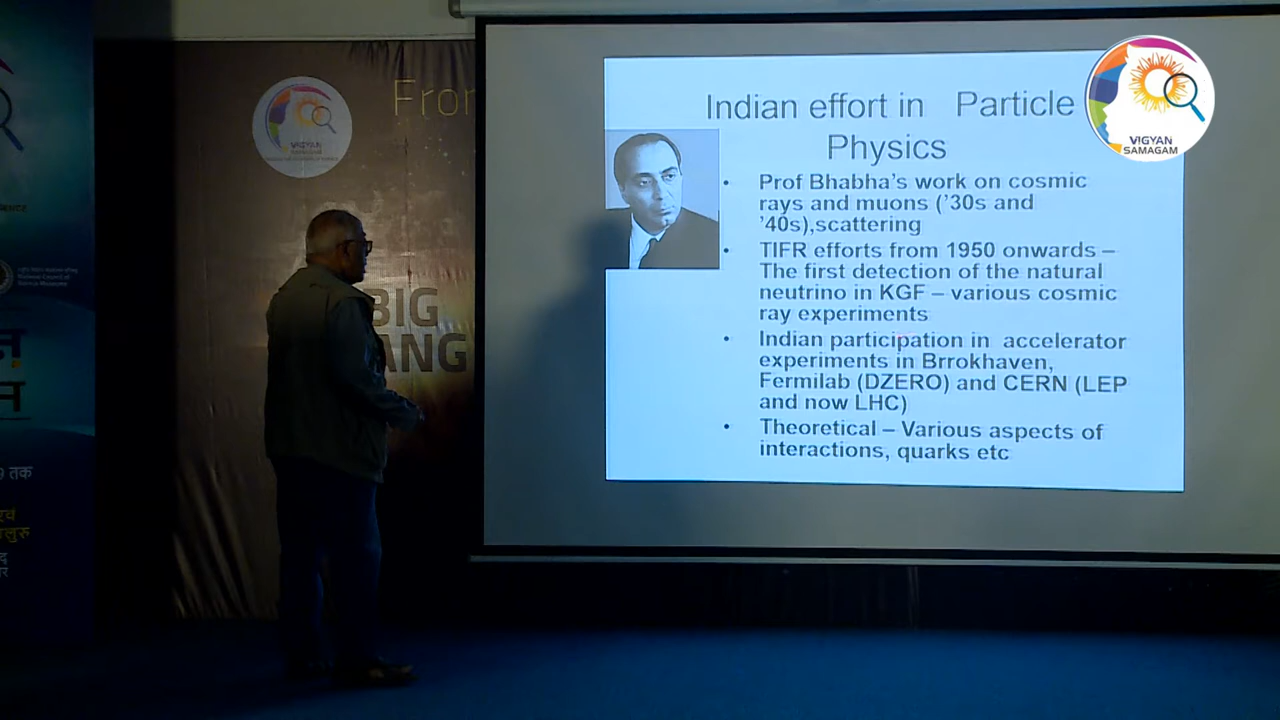 From
VIGYAN
SAMAGAM
BIG
BANG
तक
Indian effort in Particle
Physics
• Prof Bhabha's work on cosmic
rays and muons ('30s and
'40s),scattering
• TIFR efforts from 1950 onwards –
The first detection of the natural
neutrino in KGF – various cosmic
ray experiments
• Indian participation in accelerator
experiments in Brrokhaven,
Fermilab (DZERO) and CERN (LEP
and now LHC)
• Theoretical – Various aspects of
interactions, quarks etc
VIGYAN
SAMAGAM